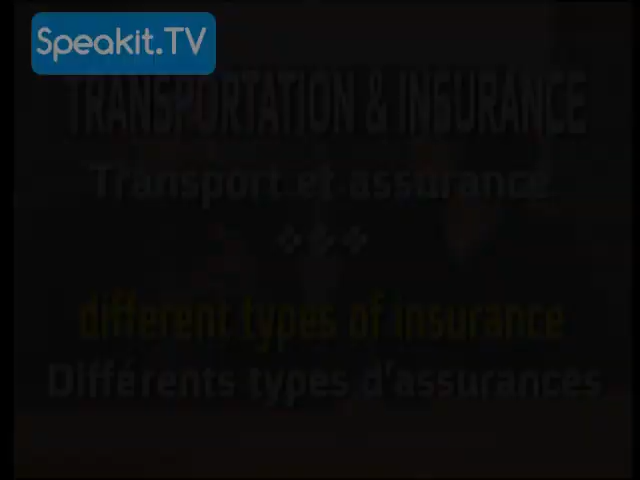 Speakit.TV
TRANSPORTATION & INSURANCE
Transport et assurance
different types of insurance
Différents types d'assurances